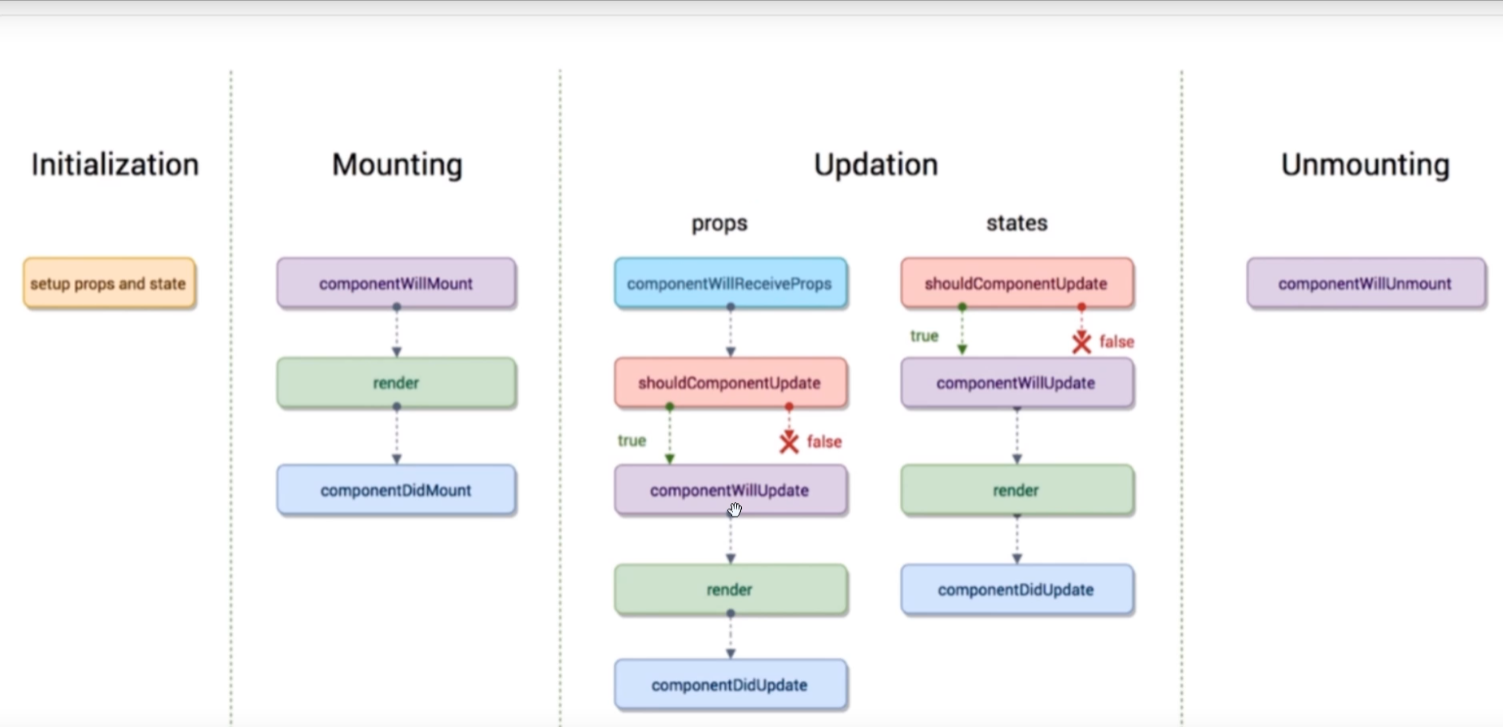 Initialization
Mounting
Updation
Unmounting
props
states
setup props and state
componentWillMount
render
componentDidMount
componentWillReceiveProps
shouldComponentUpdate
true
false
componentWillUpdate
render
componentDidUpdate
shouldComponentUpdate
true
false
componentWillUpdate
render
componentDidUpdate
componentWillUnmount